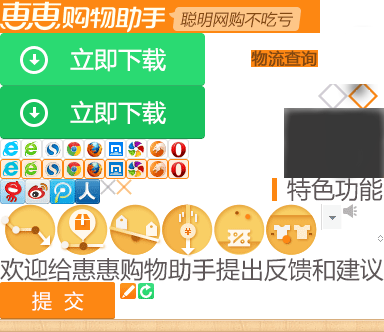 惠惠购物助手 聪明网购不吃亏
立即下载
物流查询
立即下载
特色功能
欢迎给惠惠购物助手提出反馈和建议
提 交